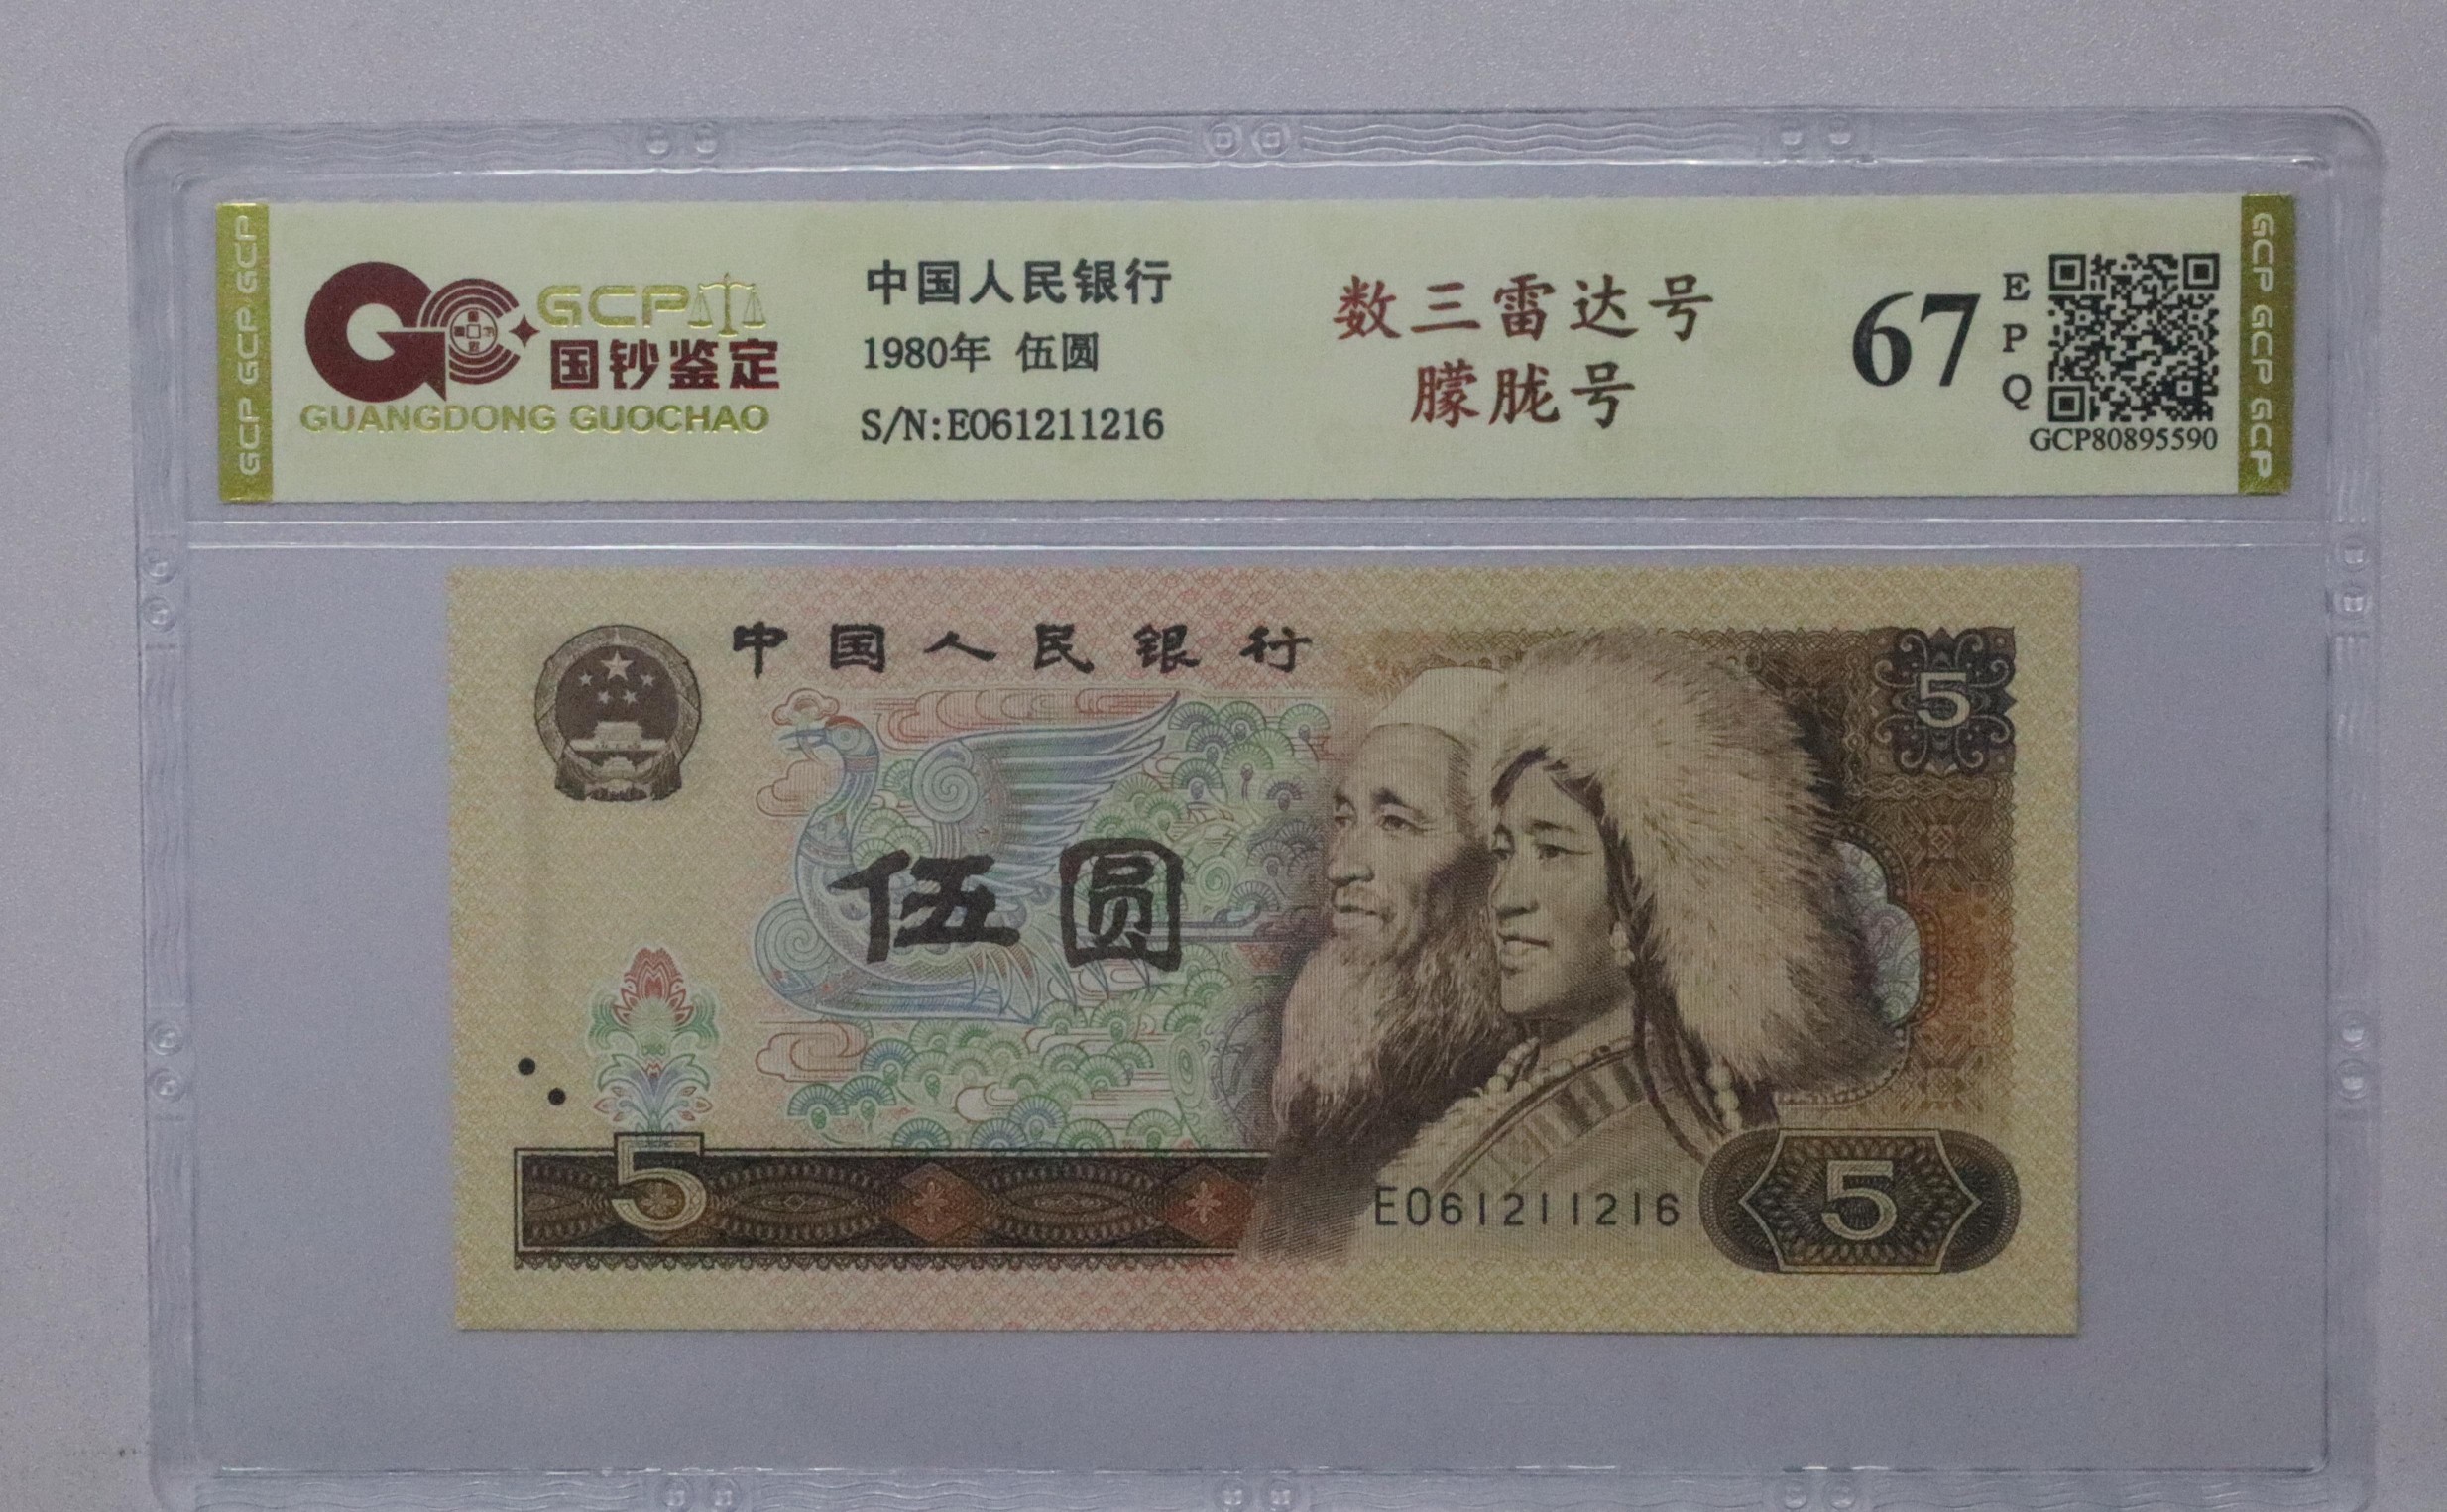 GCP GCP GCP
GCP
国钞鉴定
GUANGDONG GUOCHAO
中国人民银行
1980年 伍圆
S/N:E061211216
数三雷达号
朦胧号
67
E
P
Q
GCP80895590
GCP GCP GCP
中国人民银行
5
伍圆
5
E061211216
5